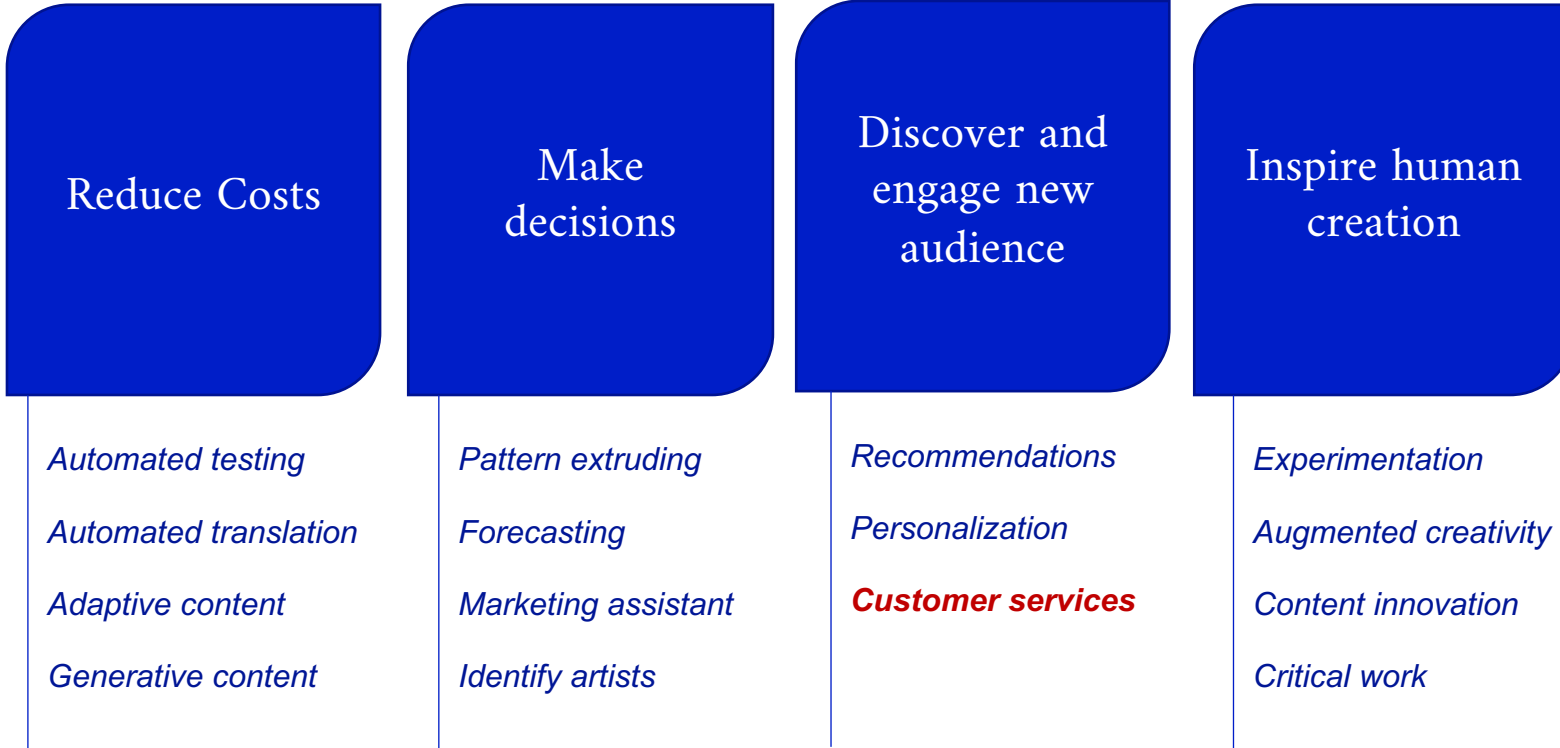 Reduce Costs
Automated testing
Automated translation
Adaptive content
Generative content
Make
decisions
Pattern extruding
Forecasting
Marketing assistant
Identify artists
Discover and
engage new
audience
Recommendations
Personalization
Customer services
Inspire human
creation
Experimentation
Augmented creativity
Content innovation
Critical work